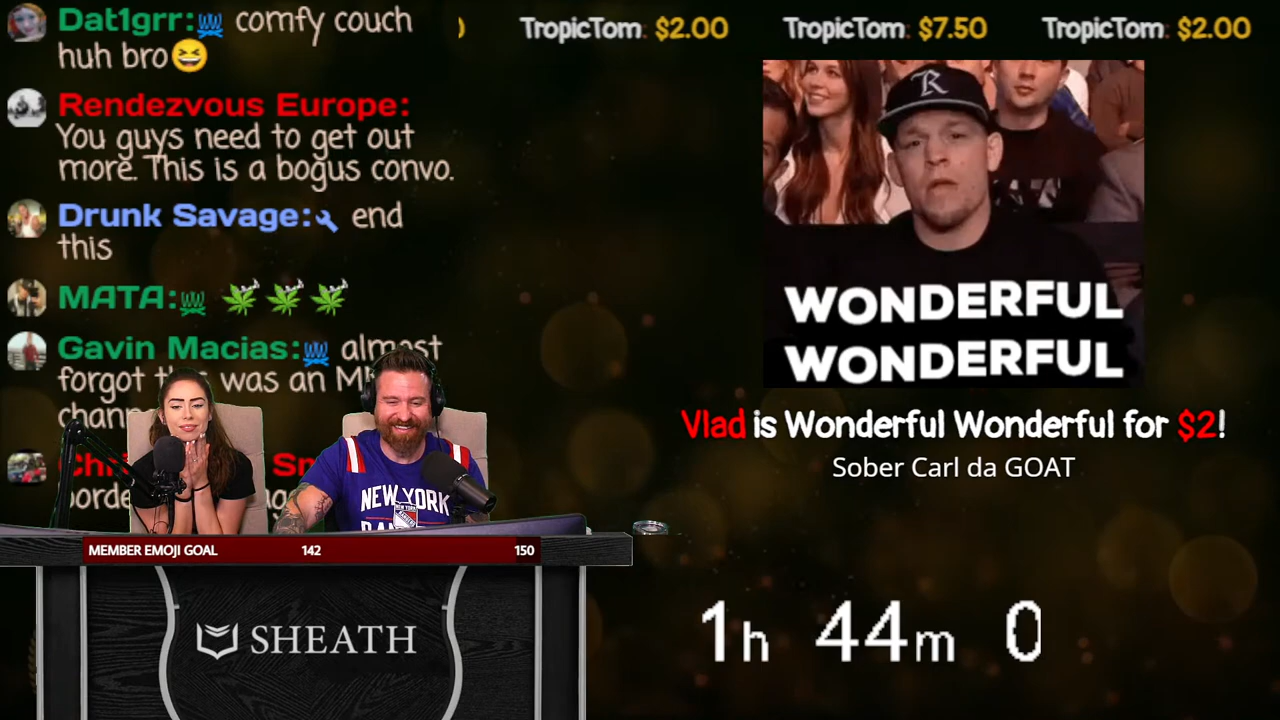 TropicTom: $2.00 TropicTom: $7.50 TropicTom: $2.00
Dat1grr: comfy couch
huh bro😆
Rendezvous Europe:
You guys need to get out
more. This is a bogus convo.
Drunk Savage: end
this
MATA:
Gavin Macias: almost
forgot was an
R
WONDERFUL
WONDERFUL
Vlad is Wonderful Wonderful for $2!
Sober Carl da GOAT
NEW YORK
MEMBER EMOJI GOAL 142 150
SHEATH
1h 44m 0